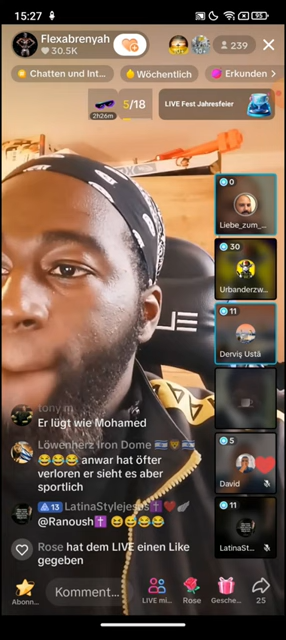 15:27
95
Flexabrenyah
30.5K
239
Chatten und Int...
Wöchentlich
Erkunden >
5/18
2h26m
LIVE Fest Jahresfeier
0
Liebe_zum_...
30
Urbanderzw...
11
Derviş Ustā
5
David
11
LatinaSt...
tony m
Er lügt wie Mohamed
Löwenherz Iron Dome
anwar hat öfter
verloren er sieht es aber
sportlich
13 LatinaStylejesus✝️❤️
@Ranoush✝️ 😆😅😂😂
Rose hat dem LIVE einen Like
gegeben
Abonn...
Komment...
LIVE mi...
Rose
Gesche...
25